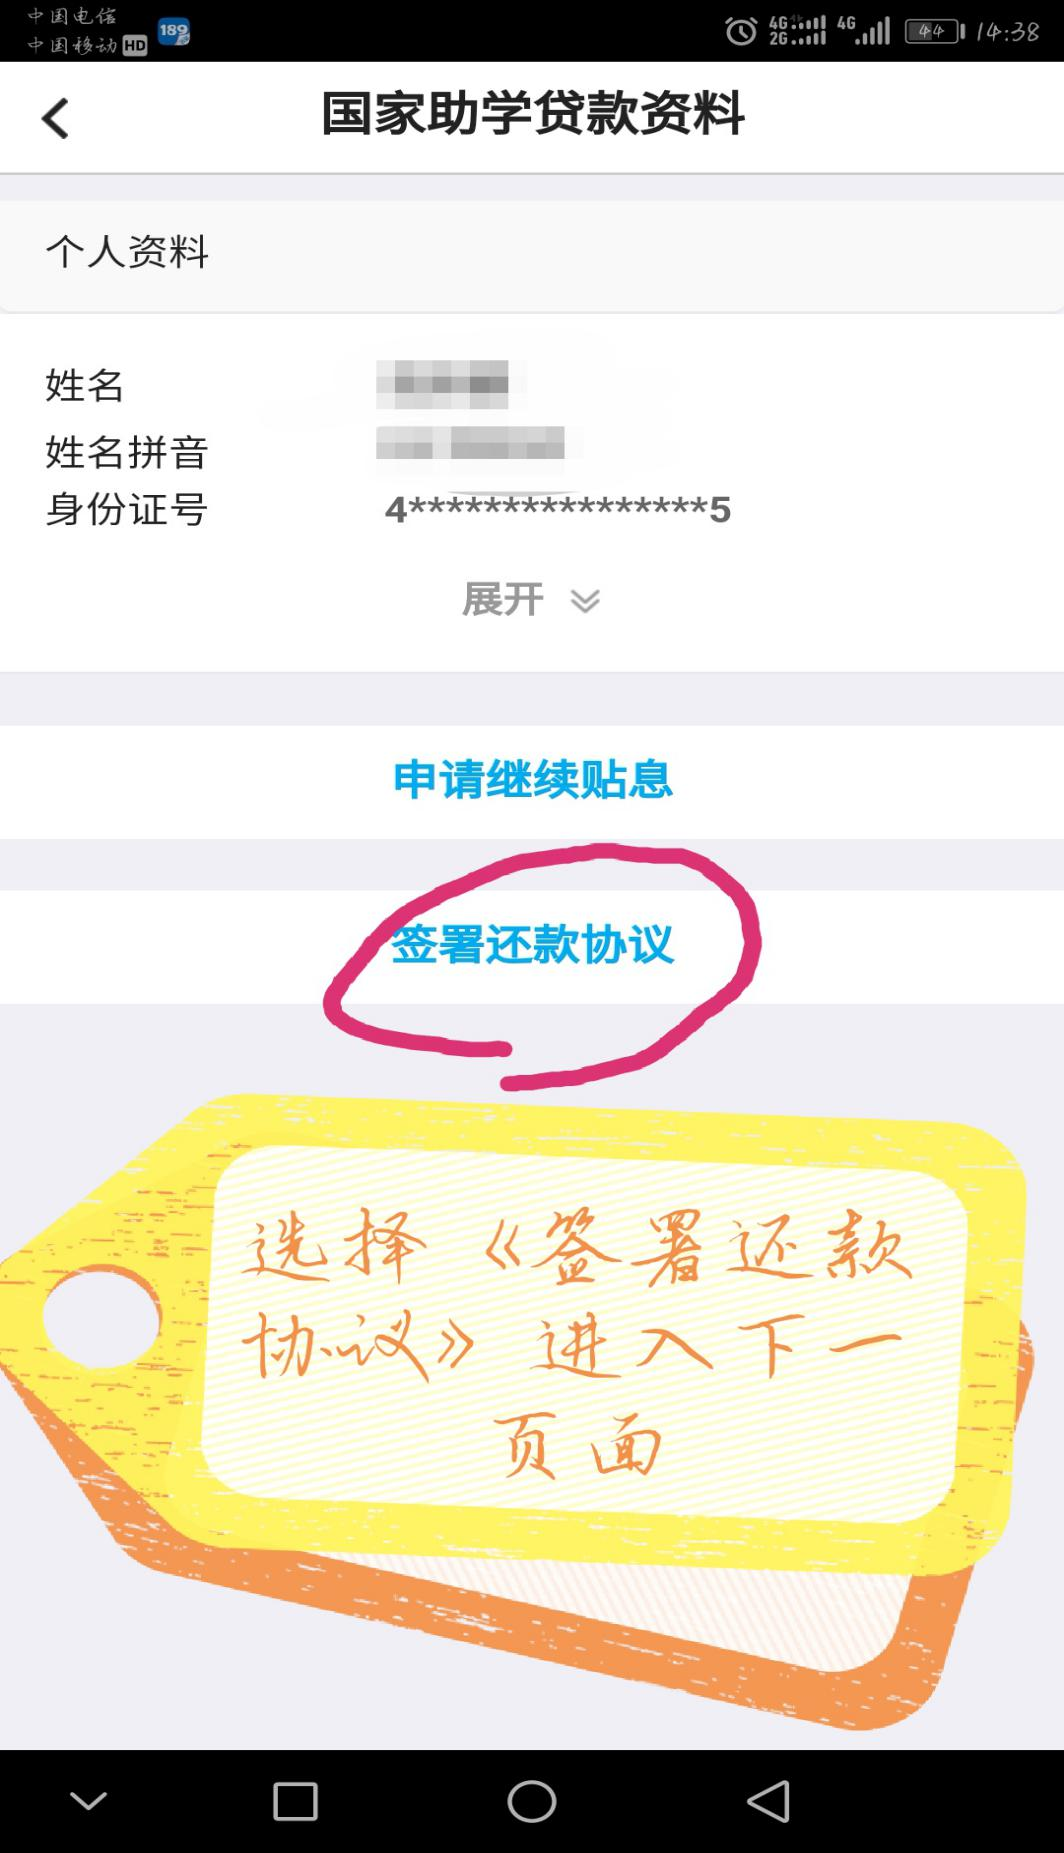 中国电信
中国移动 HD
189
4G 2G 4G 44 14:38
国家助学贷款资料
个人资料
姓名
姓名拼音
身份证号 4****************5
展开
申请继续贴息
签署还款协议
选择《签署还款
协议》进入下一
页面